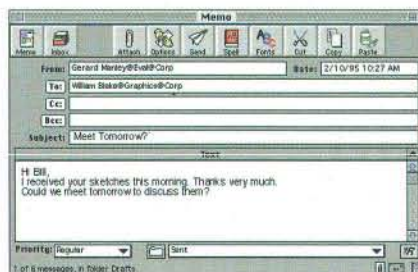 Memo
Memo Inbox Attach Options Send Spell Fonts Cut Copy Paste
From: Gerard Manley@Eval@Corp Date: 2/10/95 10:27 AM
To: William Blake@Graphics@Corp
Cc:
Bcc:
Subject: Meet Tomorrow?
Text
Hi Bill,
I received your sketches this morning. Thanks very much.
Could we meet tomorrow to discuss them?
Priority: Regular Sent
1 of 6 messages, in folder Drafts